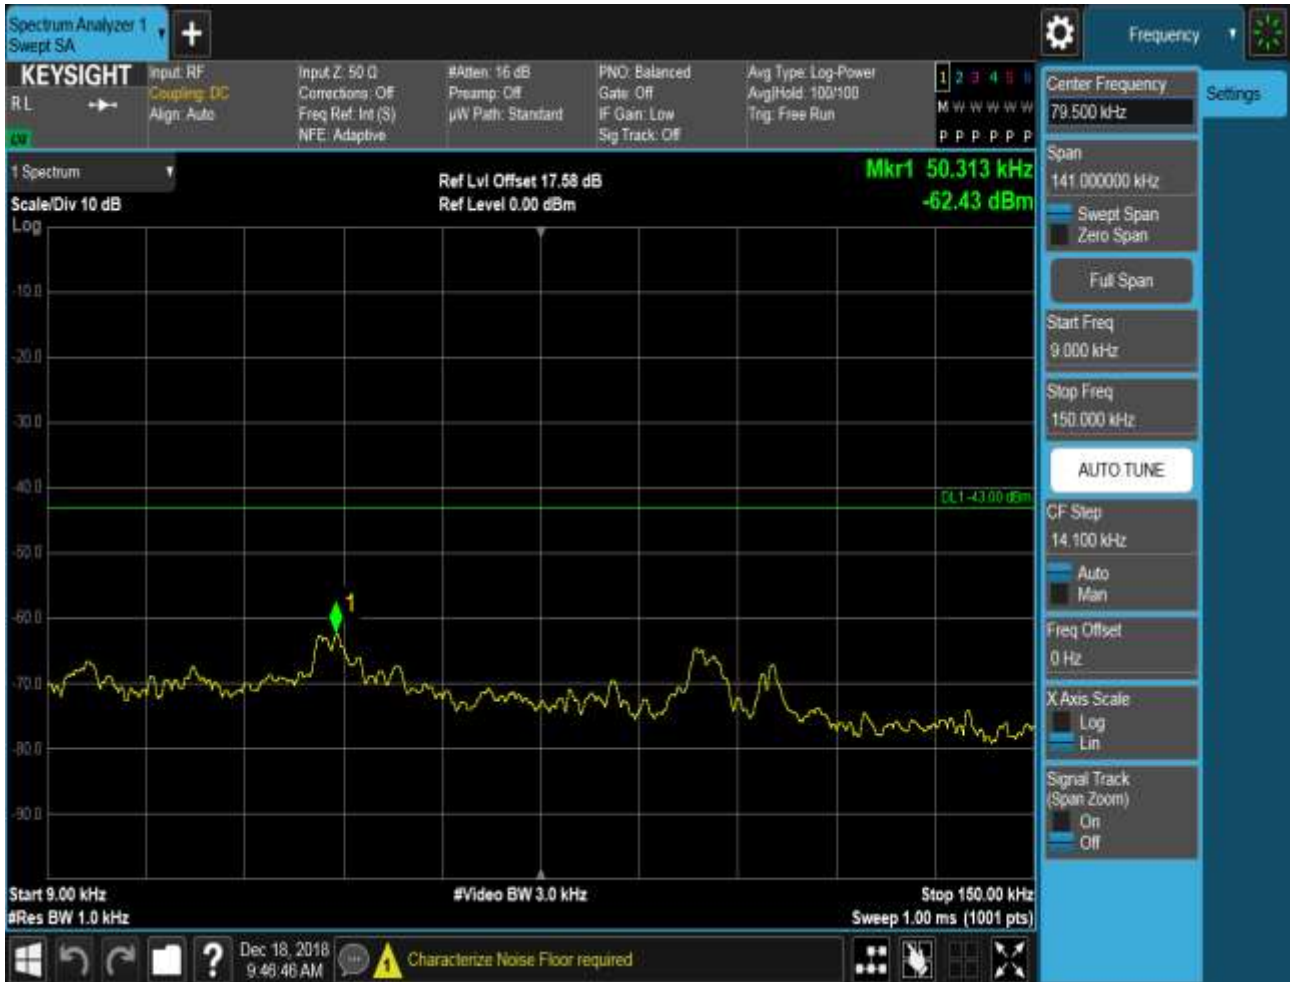 Spectrum Analyzer 1
Swept SA
+
Frequency
KEYSIGHT
R L
Input: RF
Coupling: DC
Align: Auto
Input Z: 50 Ω
Corrections: Off
Freq Ref: Int (S)
NFE: Adaptive
#Atten: 16 dB
Preamp: Off
µW Path: Standard
PNO: Balanced
Gate: Off
IF Gain: Low
Sig Track: Off
Avg Type: Log-Power
Avg|Hold: 100/100
Trig: Free Run
1 2 3 4 5 6
M W W W W W
P P P P P P
Center Frequency
79.500 kHz
Settings
1 Spectrum
Ref Lvl Offset 17.58 dB
Mkr1 50.313 kHz
Scale/Div 10 dB
Ref Level 0.00 dBm
-62.43 dBm
Log
-10.0
-20.0
-30.0
-40.0
DL1 -43.00 dBm
-50.0
1
-60.0
-70.0
-80.0
-90.0
Span
141.000000 kHz
Swept Span
Zero Span
Full Span
Start Freq
9.000 kHz
Stop Freq
150.000 kHz
AUTO TUNE
CF Step
14.100 kHz
Auto
Man
Freq Offset
0 Hz
X Axis Scale
Log
Lin
Signal Track
(Span Zoom)
On
Off
Start 9.00 kHz
#Video BW 3.0 kHz
Stop 150.00 kHz
#Res BW 1.0 kHz
Sweep 1.00 ms (1001 pts)
?
Dec 18, 2018
9:46:46 AM
1
Characterize Noise Floor required